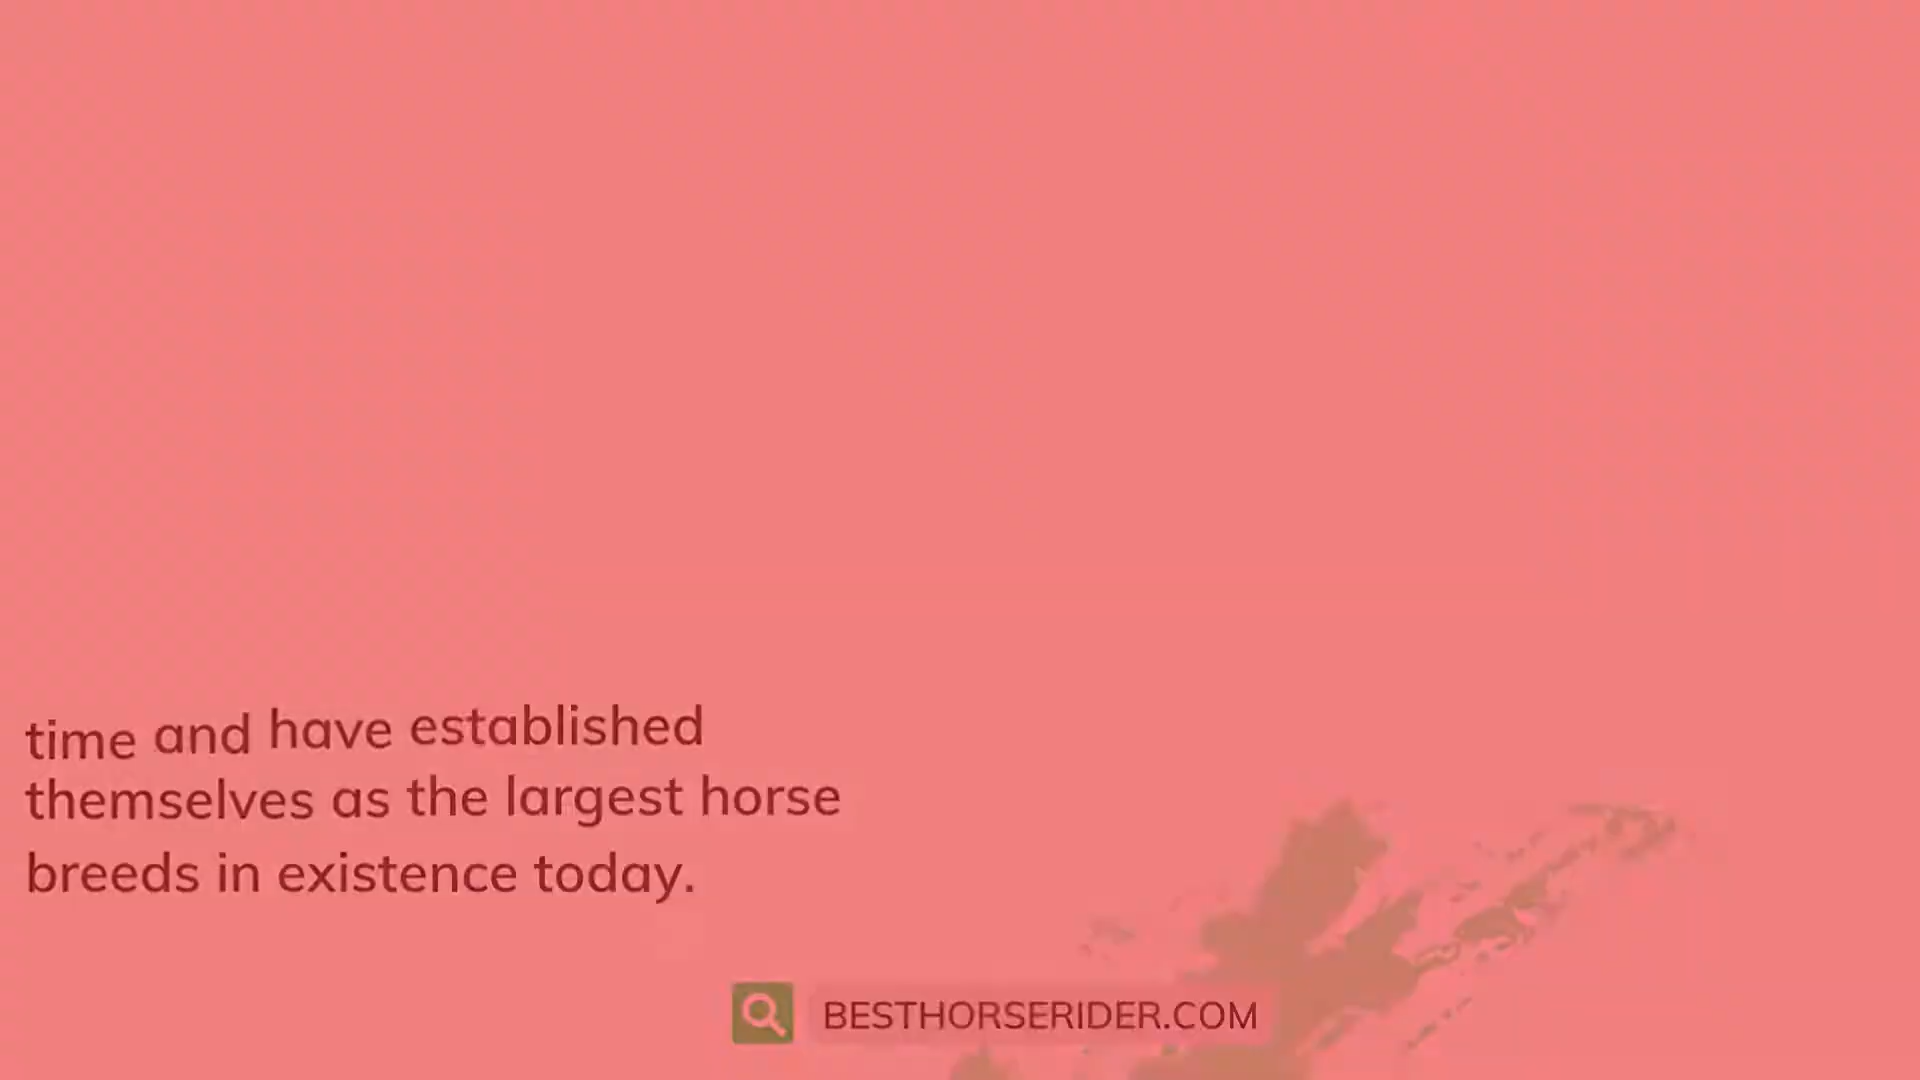 time and have established
themselves as the largest horse
breeds in existence today.
BESTHORSERIDER.COM